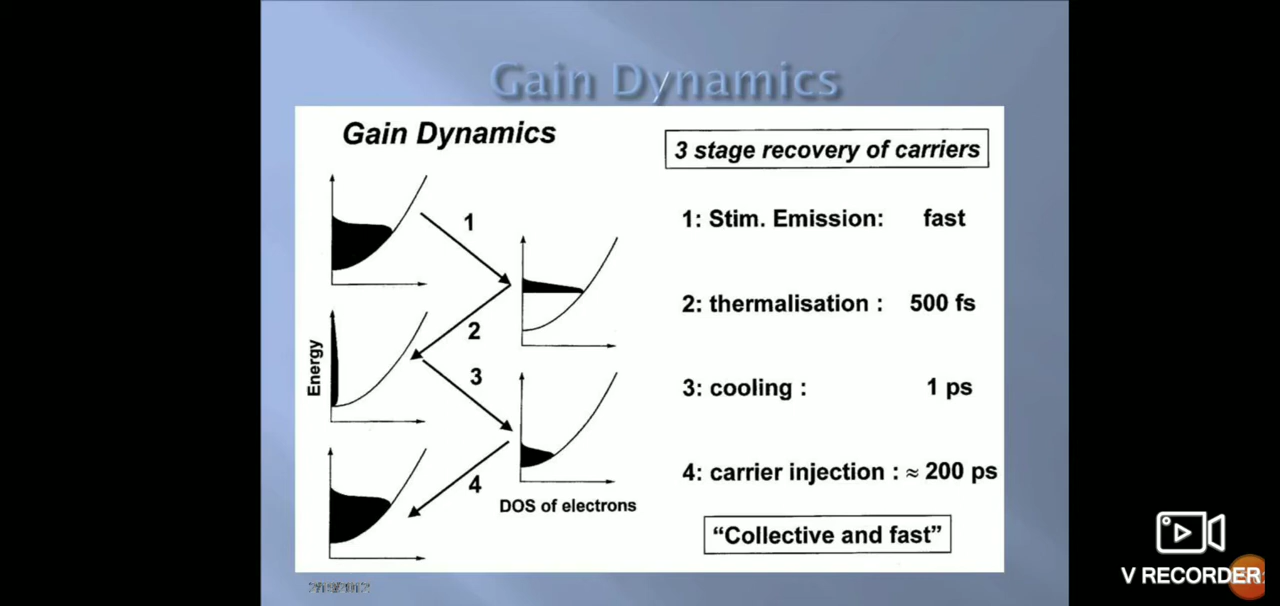 Gain Dynamics
Gain Dynamics
3 stage recovery of carriers
1
1: Stim. Emission: fast
2
2: thermalisation : 500 fs
Energy
3
3: cooling : 1 ps
4
4: carrier injection : ≈ 200 ps
DOS of electrons
“Collective and fast”
V RECORDER